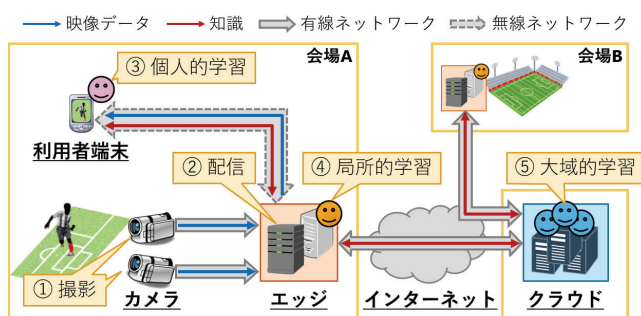 映像データ 知識 有線ネットワーク 無線ネットワーク
会場A
会場B
③ 個人的学習
利用者端末
② 配信
④ 局所的学習
⑤ 大域的学習
① 撮影
カメラ
エッジ
インターネット
クラウド